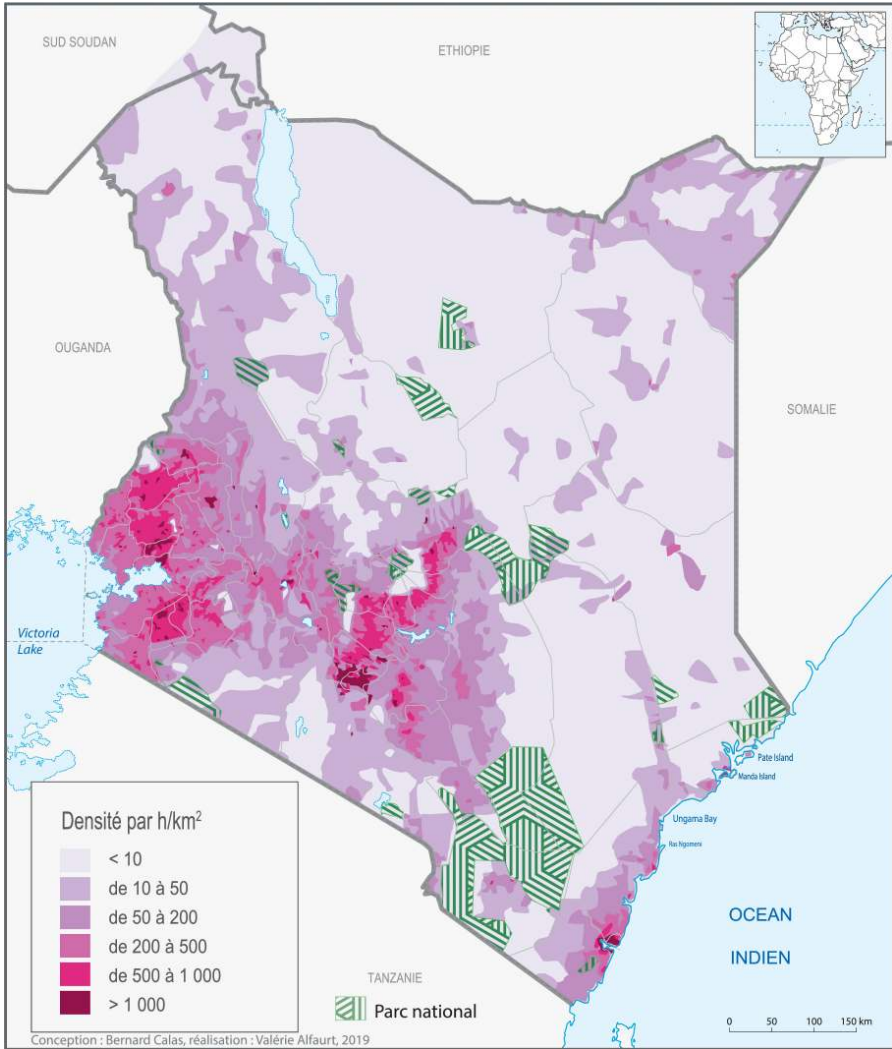 SUD SOUDAN
ETHIOPIE
OUGANDA
SOMALIE
Victoria
Lake
Pate Island
Manda Island
Ungama Bay
Ras Ngomeni
OCEAN
INDIEN
TANZANIE
Densité par h/km²
< 10
de 10 à 50
de 50 à 200
de 200 à 500
de 500 à 1 000
> 1 000
Parc national
0 50 100 150 km
Conception : Bernard Calas, réalisation : Valérie Alfaurt, 2019